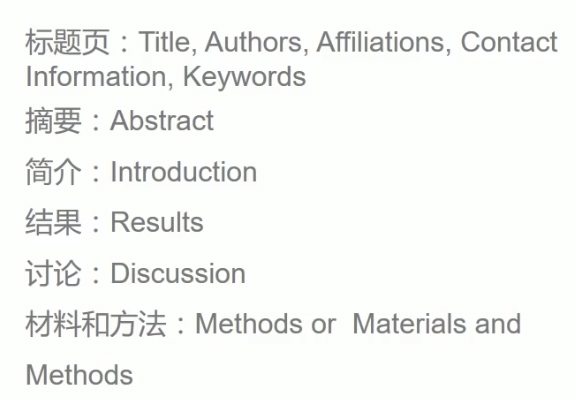 标题页：Title, Authors, Affiliations, Contact
Information, Keywords
摘要：Abstract
简介：Introduction
结果：Results
讨论：Discussion
材料和方法：Methods or  Materials and
Methods